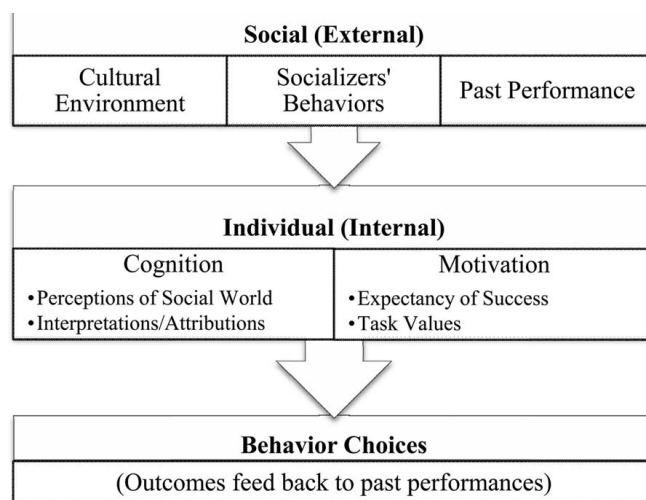 Social (External)
Cultural
Environment
Socializers'
Behaviors
Past Performance
Individual (Internal)
Cognition
•Perceptions of Social World
•Interpretations/Attributions
Motivation
•Expectancy of Success
•Task Values
Behavior Choices
(Outcomes feed back to past performances)